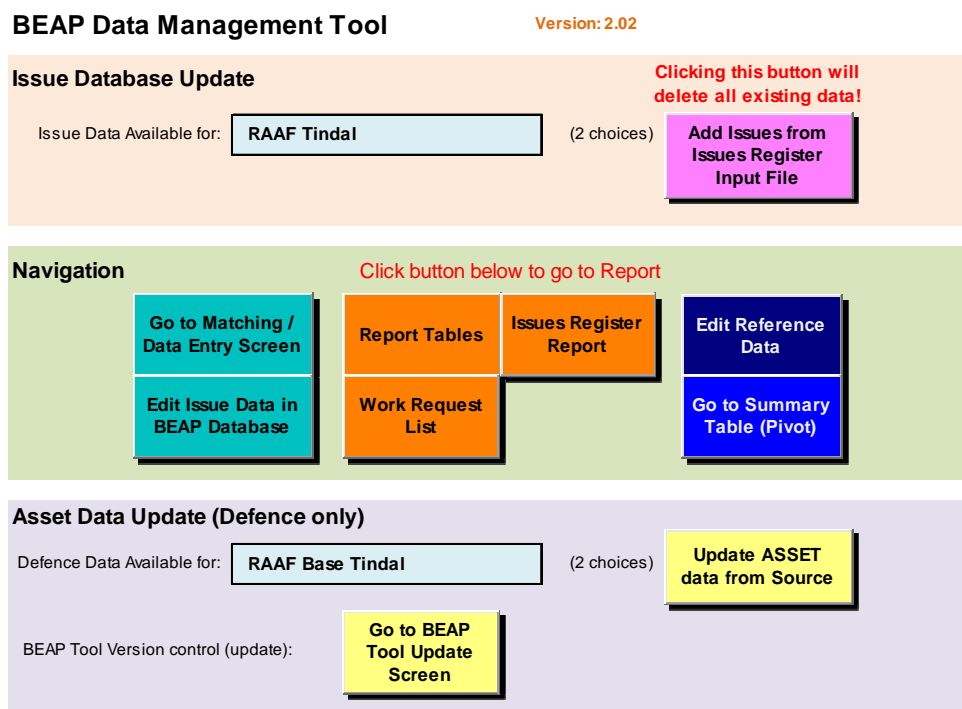 BEAP Data Management Tool
Version: 2.02
Issue Database Update
Clicking this button will
delete all existing data!
Issue Data Available for:
RAAF Tindal
(2 choices)
Add Issues from
Issues Register
Input File
Navigation
Click button below to go to Report
Go to Matching /
Data Entry Screen
Report Tables
Issues Register
Report
Edit Reference
Data
Edit Issue Data in
BEAP Database
Work Request
List
Go to Summary
Table (Pivot)
Asset Data Update (Defence only)
Defence Data Available for:
RAAF Base Tindal
(2 choices)
Update ASSET
data from Source
BEAP Tool Version control (update):
Go to BEAP
Tool Update
Screen